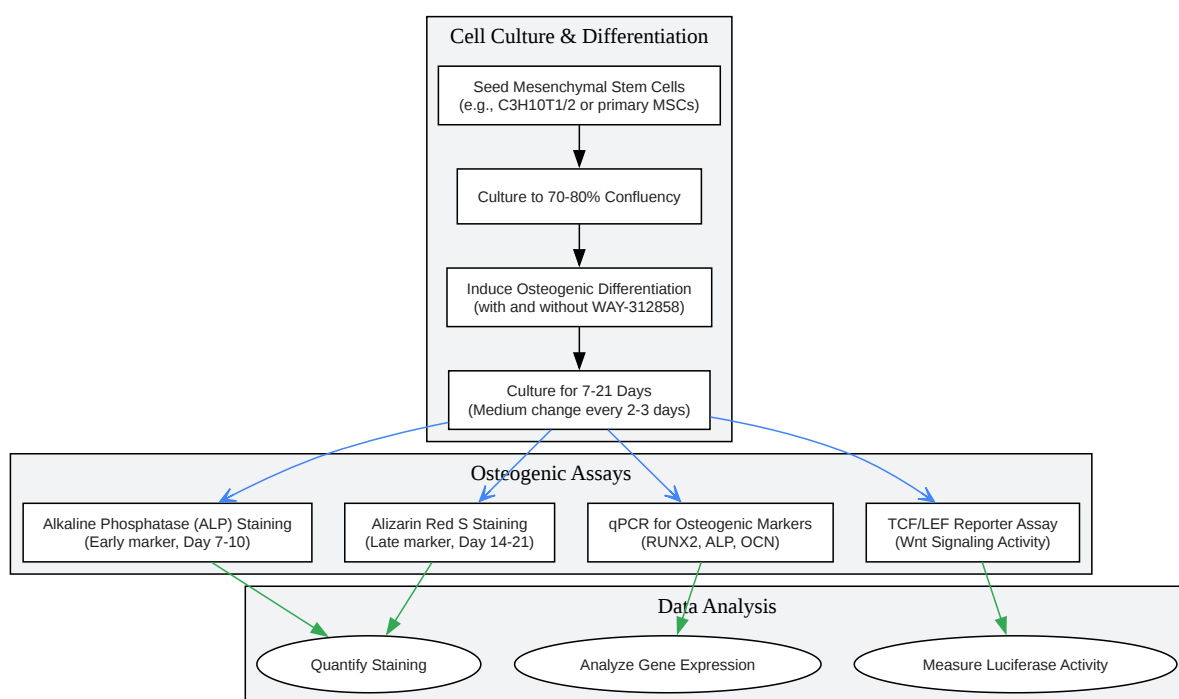 Cell Culture & Differentiation
Seed Mesenchymal Stem Cells
(e.g., C3H10T1/2 or primary MSCs)
Culture to 70-80% Confluency
Induce Osteogenic Differentiation
(with and without WAY-312858)
Culture for 7-21 Days
(Medium change every 2-3 days)
Osteogenic Assays
Alkaline Phosphatase (ALP) Staining
(Early marker, Day 7-10)
Alizarin Red S Staining
(Late marker, Day 14-21)
qPCR for Osteogenic Markers
(RUNX2, ALP, OCN)
TCF/LEF Reporter Assay
(Wnt Signaling Activity)
Data Analysis
Quantify Staining
Analyze Gene Expression
Measure Luciferase Activity